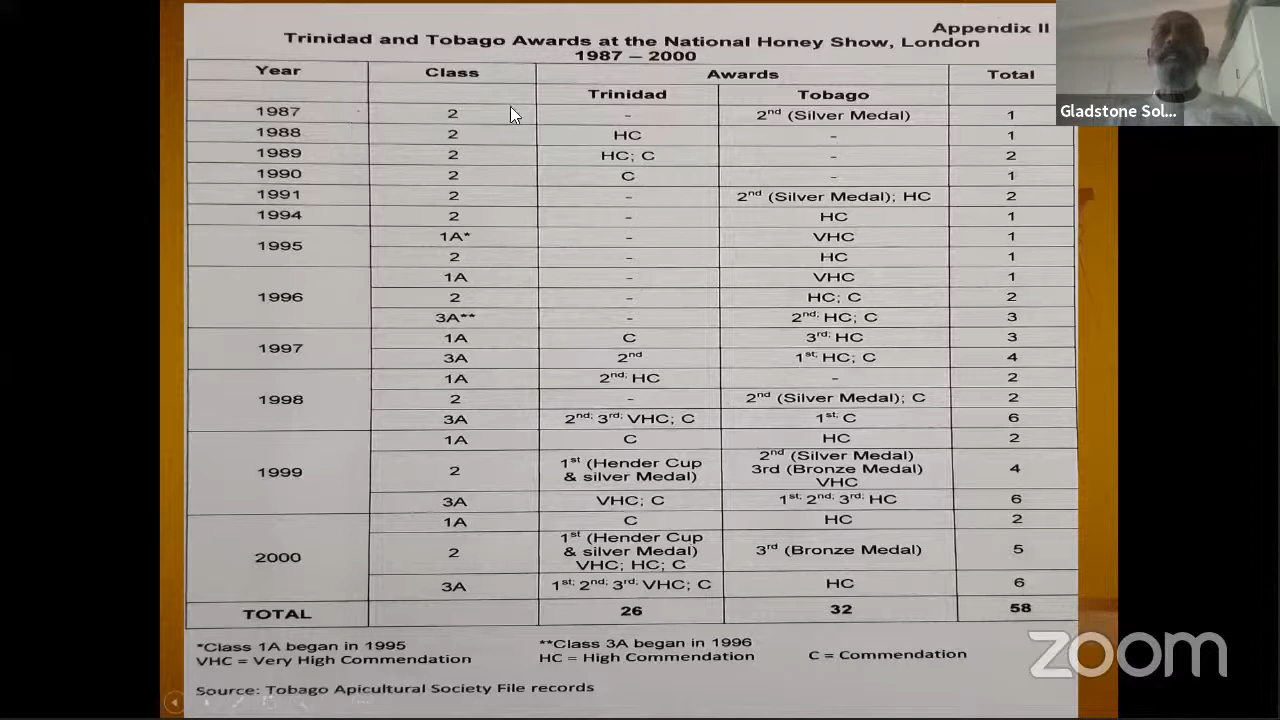 Appendix II
Trinidad and Tobago Awards at the National Honey Show, London
1987 – 2000
Year Class Awards Total
Trinidad Tobago
1987 2 - 2nd (Silver Medal) 1
1988 2 HC - 1
1989 2 HC; C - 2
1990 2 C - 1
1991 2 - 2nd (Silver Medal); HC 2
1994 2 - HC 1
1995 1A* - VHC 1
2 - HC 1
1996 1A - VHC 1
2 - HC; C 2
3A** - 2nd; HC; C 3
1997 1A C 3rd; HC 3
3A 2nd 1st; HC; C 4
1998 1A 2nd; HC - 2
2 - 2nd (Silver Medal); C 2
3A 2nd; 3rd; VHC; C 1st; C 6
1999 1A C HC 2
2 1st (Hender Cup & silver Medal) 2nd (Silver Medal) 3rd (Bronze Medal) VHC 4
3A VHC; C 1st; 2nd; 3rd; HC 6
2000 1A C HC 2
2 1st (Hender Cup & silver Medal) VHC; HC; C 3rd (Bronze Medal) 5
3A 1st; 2nd; 3rd; VHC; C HC 6
TOTAL 26 32 58
*Class 1A began in 1995 **Class 3A began in 1996
VHC = Very High Commendation HC = High Commendation C = Commendation
Source: Tobago Apicultural Society File records
Gladstone Sol...
zoom